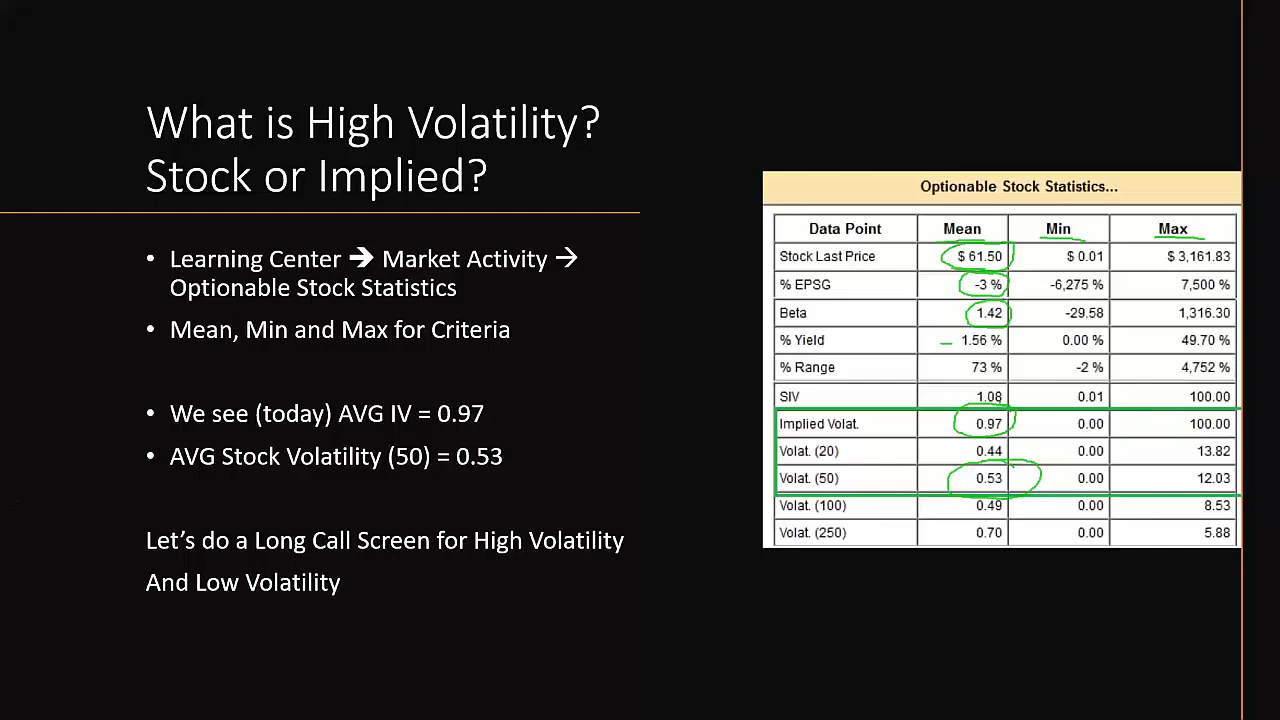 What is High Volatility?
Stock or Implied?
• Learning Center ➔ Market Activity →
Optionable Stock Statistics
• Mean, Min and Max for Criteria
• We see (today) AVG IV = 0.97
• AVG Stock Volatility (50) = 0.53
Let's do a Long Call Screen for High Volatility
And Low Volatility
Optionable Stock Statistics...
Data Point Mean Min Max
Stock Last Price $ 61.50 $ 0.01 $ 3,161.83
% EPSG -3 % -6,275 % 7,500 %
Beta 1.42 -29.58 1,316.30
% Yield 1.56 % 0.00 % 49.70 %
% Range 73 % -2 % 4,752 %
SIV 1.08 0.01 100.00
Implied Volat. 0.97 0.00 100.00
Volat. (20) 0.44 0.00 13.82
Volat. (50) 0.53 0.00 12.03
Volat. (100) 0.49 0.00 8.53
Volat. (250) 0.70 0.00 5.88